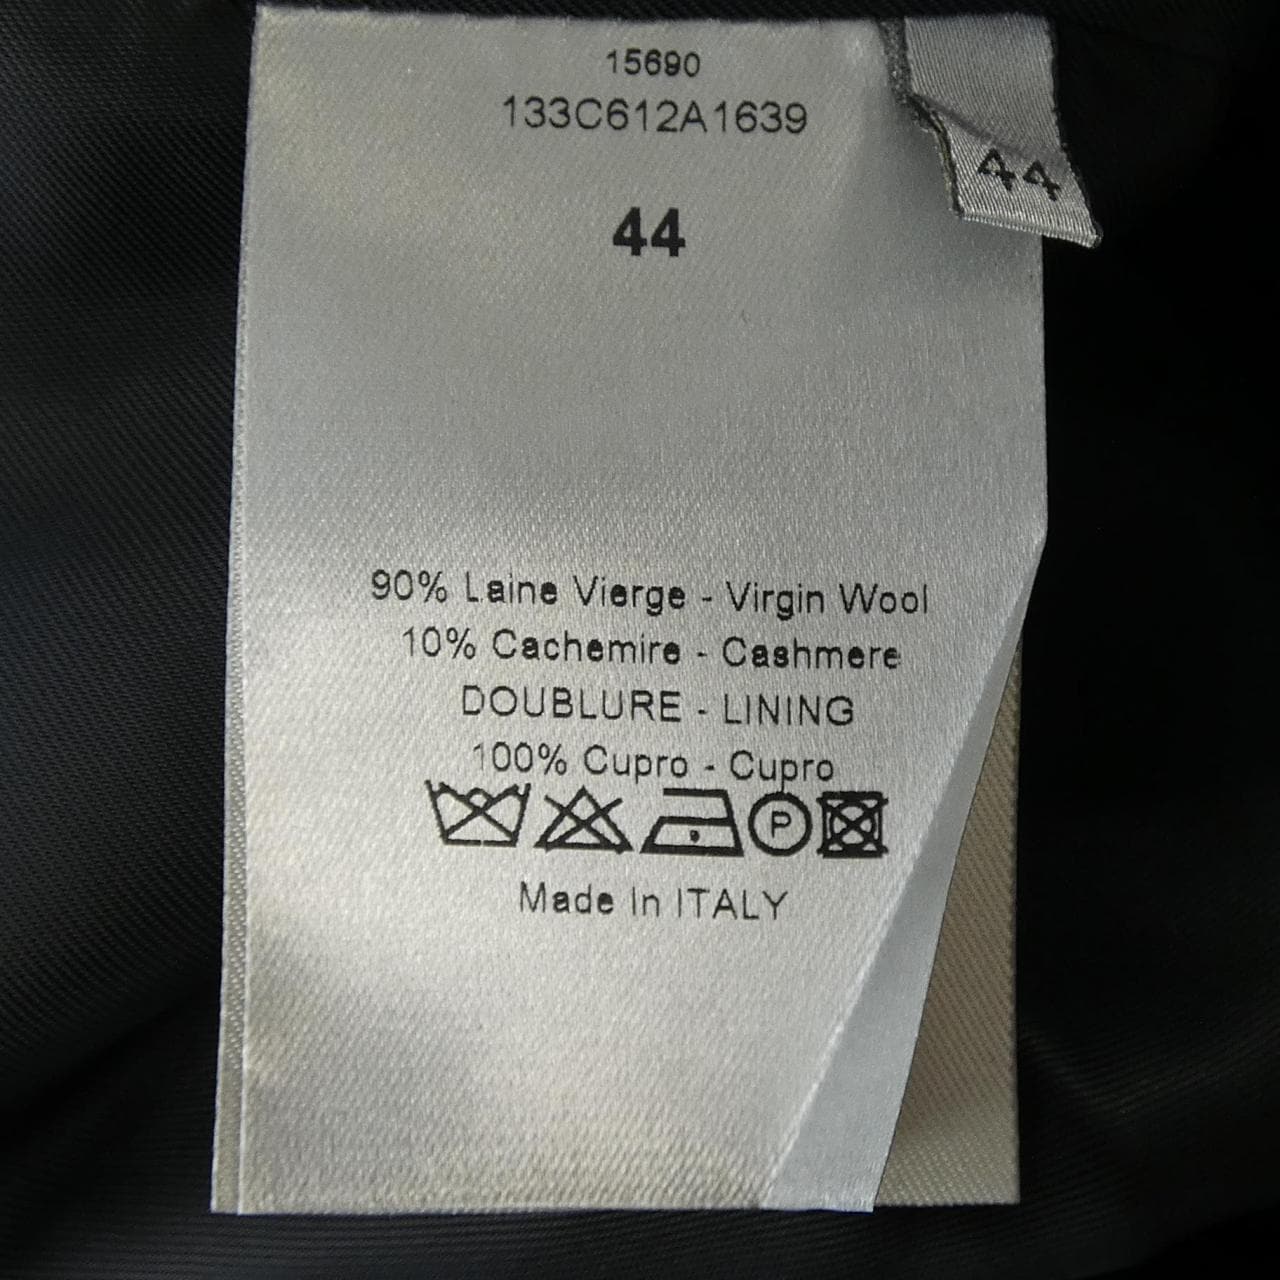 15690
133C612A1639
44
44
90% Laine Vierge - Virgin Wool
10% Cachemire - Cashmere
DOUBLURE - LINING
100% Cupro - Cupro
P
Made In ITALY